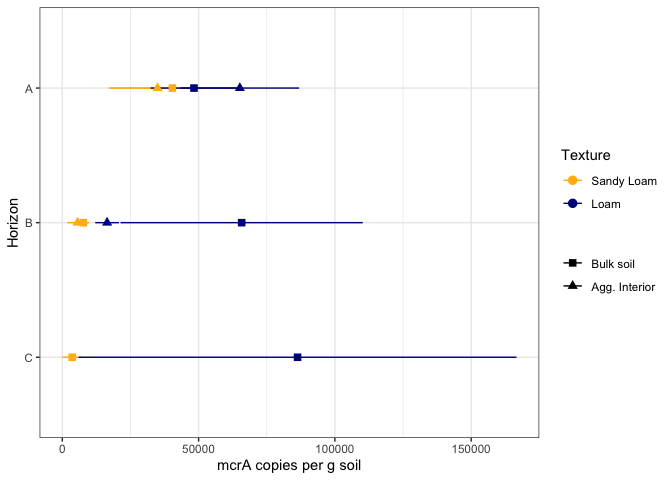 A
B
C
Horizon
0
50000
100000
150000
mcrA copies per g soil
Texture
Sandy Loam
Loam
Bulk soil
Agg. Interior